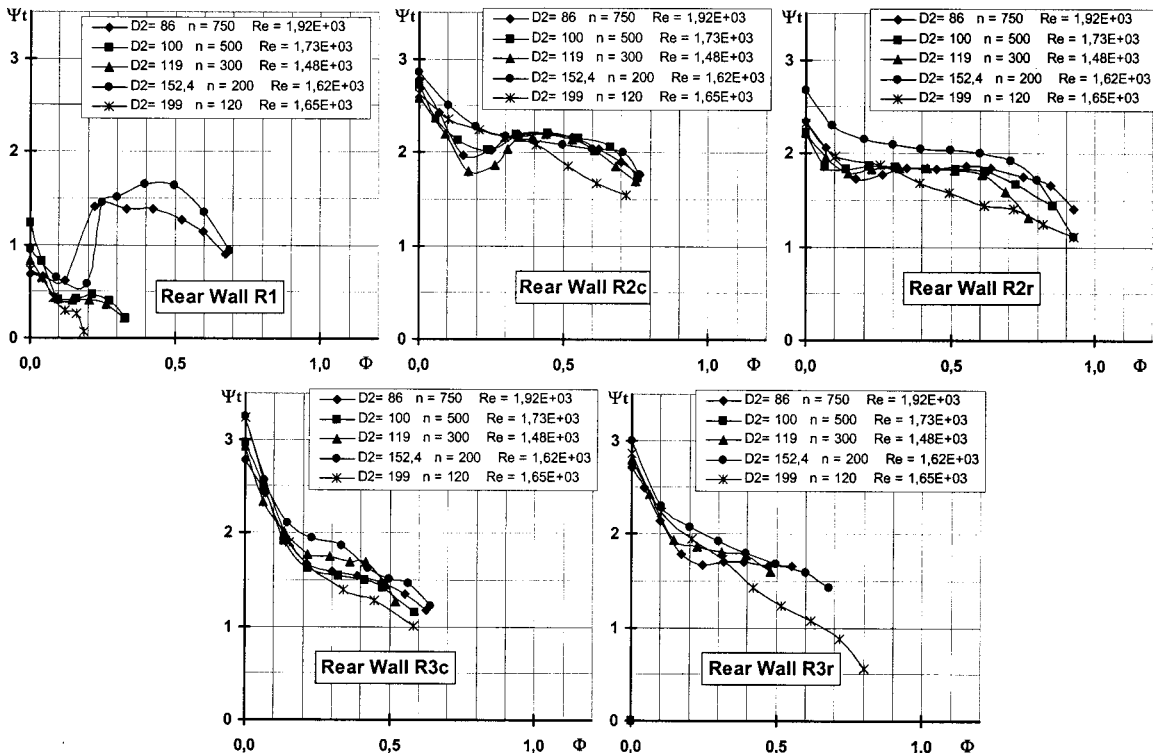 Ψt
D2= 86 n = 750 Re = 1,92E+03
D2= 100 n = 500 Re = 1,73E+03
D2= 119 n = 300 Re = 1,48E+03
D2= 152,4 n = 200 Re = 1,62E+03
D2= 199 n = 120 Re = 1,65E+03
3
2
1
0
Rear Wall R1
0,0 0,5 1,0 Φ
Ψt
D2= 86 n = 750 Re = 1,92E+03
D2= 100 n = 500 Re = 1,73E+03
D2= 119 n = 300 Re = 1,48E+03
D2= 152,4 n = 200 Re = 1,62E+03
D2= 199 n = 120 Re = 1,65E+03
3
2
1
0
Rear Wall R2c
0,0 0,5 1,0 Φ
Ψt
D2= 86 n = 750 Re = 1,92E+03
D2= 100 n = 500 Re = 1,73E+03
D2= 119 n = 300 Re = 1,48E+03
D2= 152,4 n = 200 Re = 1,62E+03
D2= 199 n = 120 Re = 1,65E+03
3
2
1
0
Rear Wall R2r
0,0 0,5 1,0 Φ
Ψt
D2= 86 n = 750 Re = 1,92E+03
D2= 100 n = 500 Re = 1,73E+03
D2= 119 n = 300 Re = 1,48E+03
D2= 152,4 n = 200 Re = 1,62E+03
D2= 199 n = 120 Re = 1,65E+03
3
2
1
0
Rear Wall R3c
0,0 0,5 1,0 Φ
Ψt
D2= 86 n = 750 Re = 1,92E+03
D2= 100 n = 500 Re = 1,73E+03
D2= 119 n = 300 Re = 1,48E+03
D2= 152,4 n = 200 Re = 1,62E+03
D2= 199 n = 120 Re = 1,65E+03
3
2
1
0
Rear Wall R3r
0,0 0,5 1,0 Φ